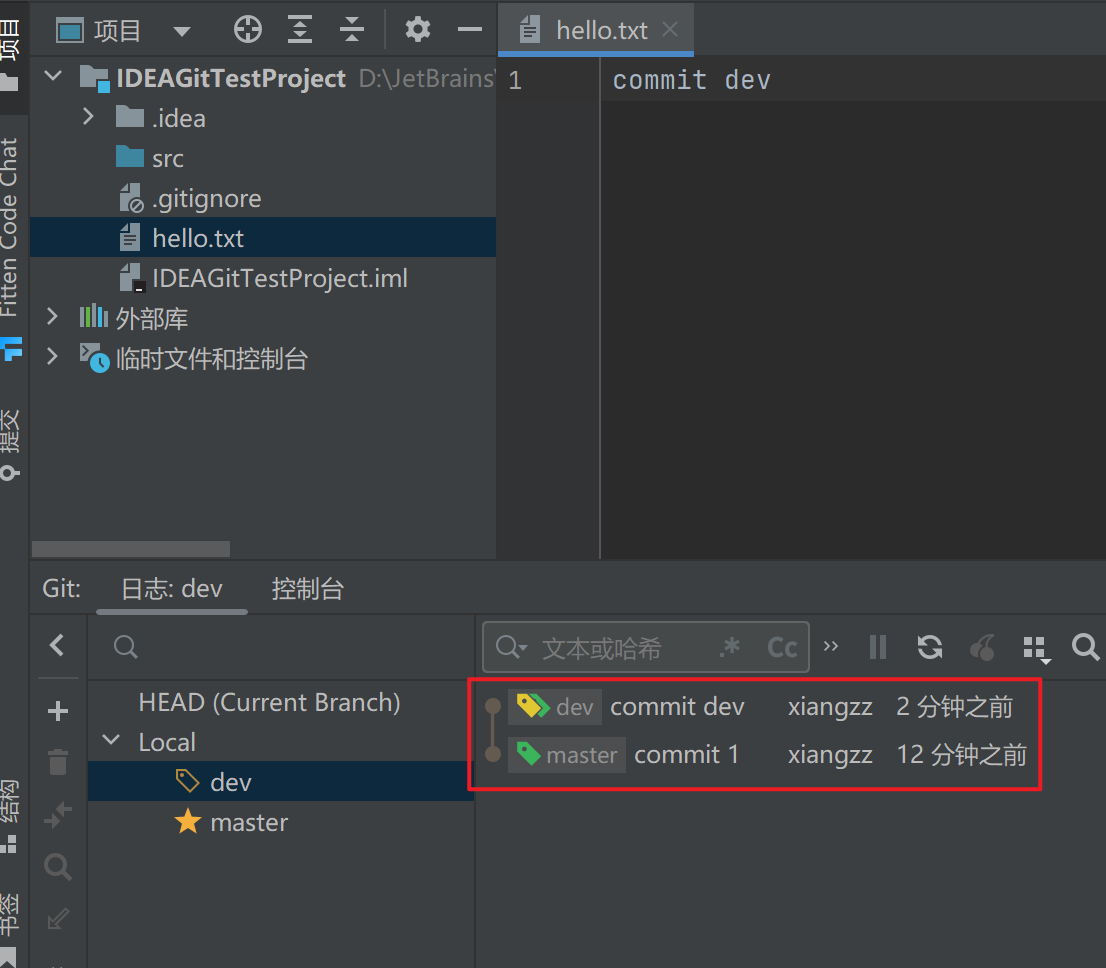 项目
hello.txt
IDEAGitTestProject D:\JetBrains
1 commit dev
.idea
src
.gitignore
hello.txt
IDEAGitTestProject.iml
外部库
临时文件和控制台
项目
Fitten Code Chat
提交
结构
书签
Git: 日志: dev 控制台
文本或哈希 .* Cc »
HEAD (Current Branch)
Local
dev
master
dev commit dev xiangzz 2 分钟之前
master commit 1 xiangzz 12 分钟之前